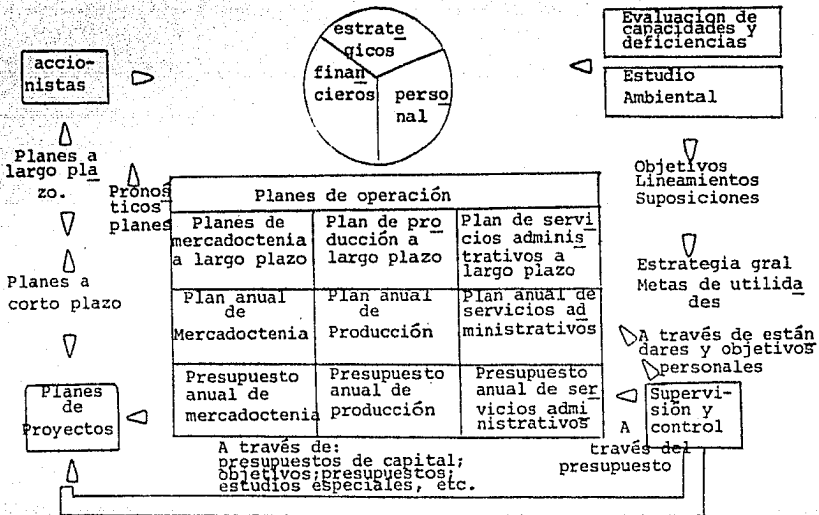 estrate
gicos
finan
cieros
perso
nal
Evaluacion de
capacidades y
deficiencias
Estudio
Ambiental
accio-
nistas
Planes a
largo pla
zo.
Pronos
ticos
planes
Objetivos
Lineamientos
Suposiciones
Planes de operación
Planes de
mercadoctenia
a largo plazo
Plan de pro
ducción a
largo plazo
Plan de servi
cios adminis
trativos a
largo plazo
Planes a
corto plazo
Estrategia gral
Metas de utilida
des
Plan anual
de
Mercadoctenia
Plan anual
de
Producción
Plan anual de
servicios ad
ministrativos
A través de están
dares y objetivos
personales
Planes
de
Proyectos
Presupuesto
anual de
mercadoctenia
Presupuesto
anual de
producción
Presupuesto
anual de ser
vicios admi
nistrativos
Supervi-
sión y
control
A
través del
presupuesto
A través de:
presupuestos de capital;
objetivos;presupuestos;
estudios especiales, etc.